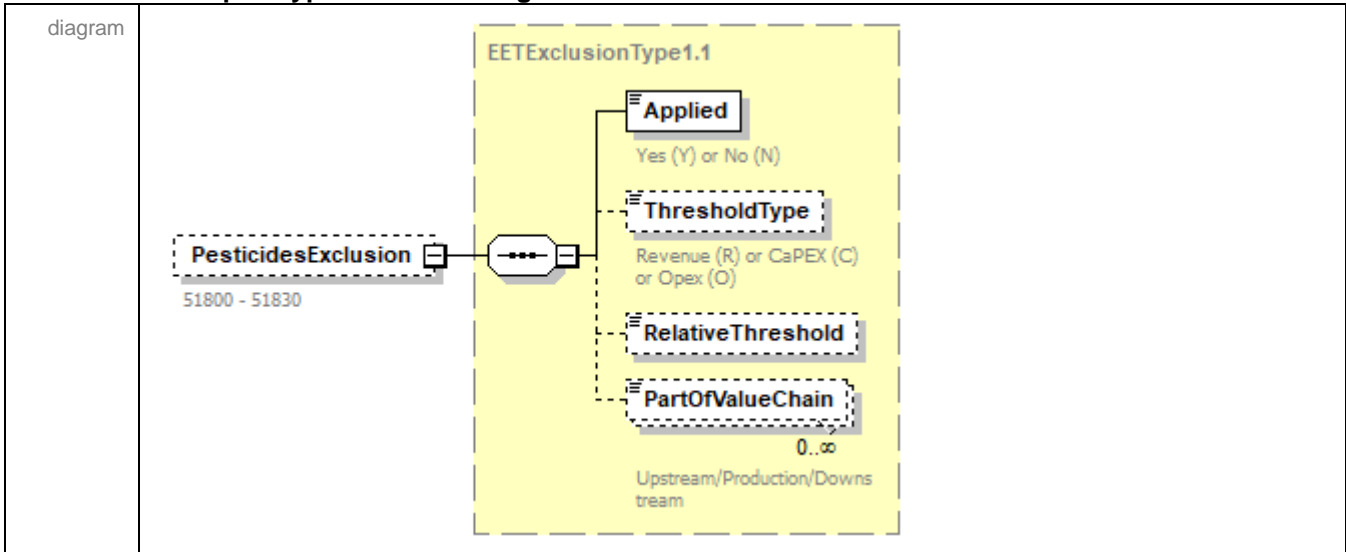 diagram
EETExclusionType1.1
Applied
Yes (Y) or No (N)
ThresholdType
PesticidesExclusion
Revenue (R) or CaPEX (C)
or Opex (O)
51800 - 51830
RelativeThreshold
PartOfValueChain
0..∞
Upstream/Production/Downs
tream